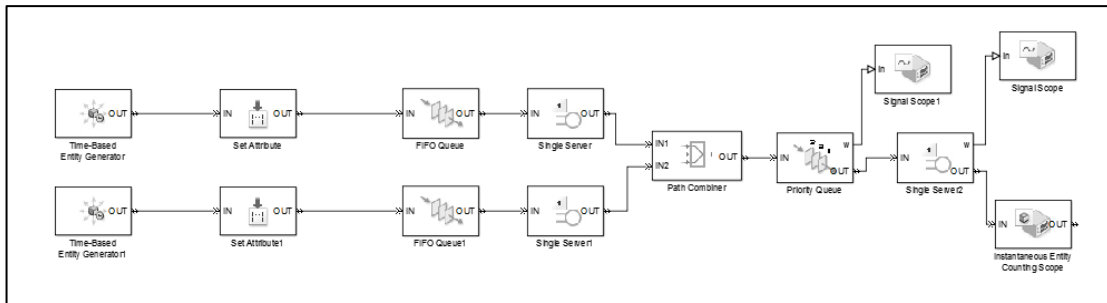 In
Signal Scope1
In
Signal Scope
OUT
Time-Based
Entity Generator
IN OUT
Set Attribute
IN OUT
FIFO Queue
IN OUT
Single Server
IN1
IN2
OUT
Path Combiner
IN
w
OUT
Priority Queue
IN
w
OUT
Single Server2
OUT
Time-Based
Entity Generator1
IN OUT
Set Attribute1
IN OUT
FIFO Queue1
IN OUT
Single Server1
IN OUT
Instantaneous Entity
Counting Scope